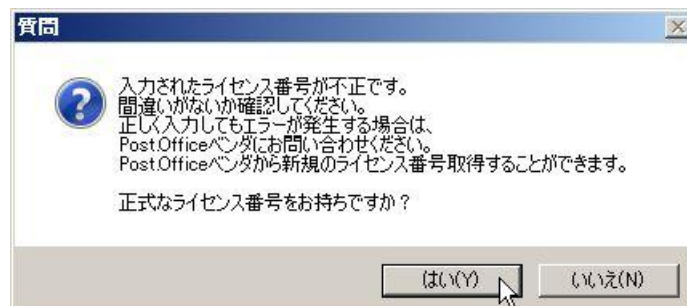 質問
入力されたライセンス番号が不正です。
間違いがないか確認してください。
正しく入力してもエラーが発生する場合は、
Post.Officeベンダにお問い合わせください。
Post.Officeベンダから新規のライセンス番号取得することができます。
正式なライセンス番号をお持ちですか？
はい(Y)
いいえ(N)